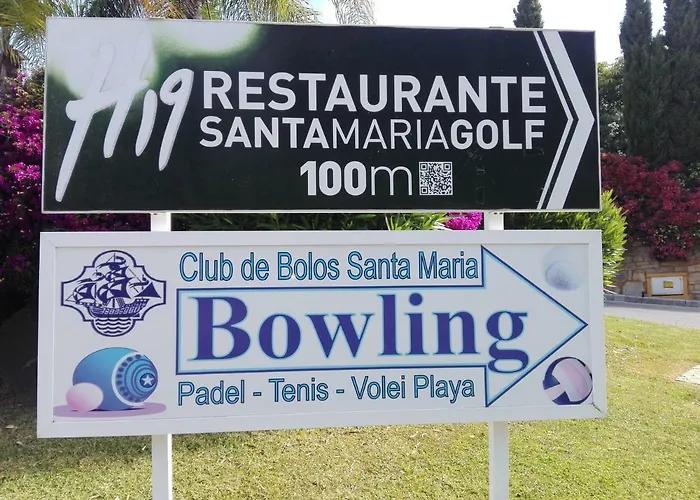 H19 RESTAURANTE
SANTAMARIAGOLF
100m
Club de Bolos Santa Maria
Bowling
Padel - Tenis - Volei Playa